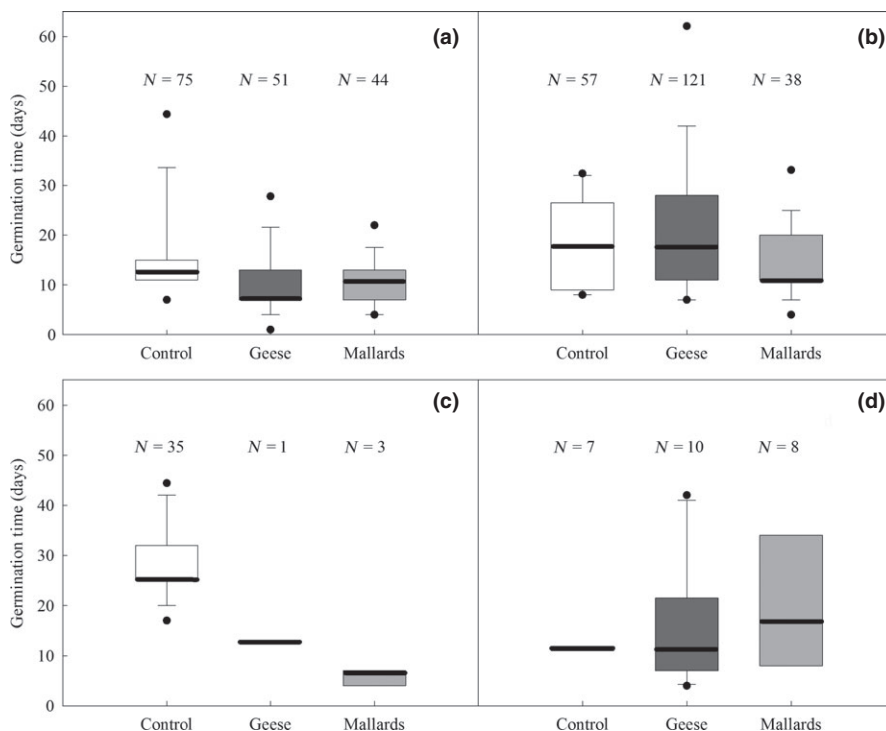 (a)
(b)
60
50
40
30
20
10
0
Germination time (days)
N = 75
N = 51
N = 44
N = 57
N = 121
N = 38
Control
Geese
Mallards
Control
Geese
Mallards
(c)
(d)
60
50
40
30
20
10
0
Germination time (days)
N = 35
N = 1
N = 3
N = 7
N = 10
N = 8
Control
Geese
Mallards
Control
Geese
Mallards